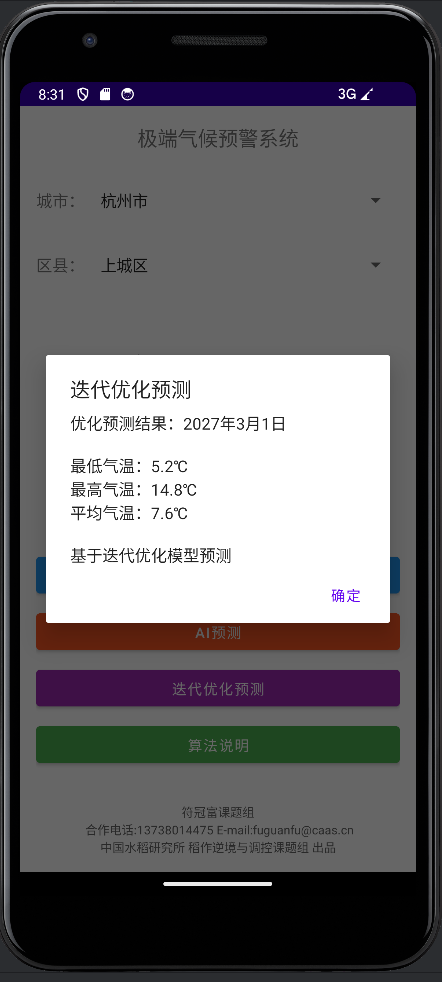 8:31
3G
极端气候预警系统
城市： 杭州市
区县： 上城区
迭代优化预测
优化预测结果：2027年3月1日
最低气温：5.2℃
最高气温：14.8℃
平均气温：7.6℃
基于迭代优化模型预测
确定
AI预测
迭代优化预测
算法说明
符冠富课题组
合作电话:13738014475 E-mail:fuguanfu@caas.cn
中国水稻研究所 稻作逆境与调控课题组 出品